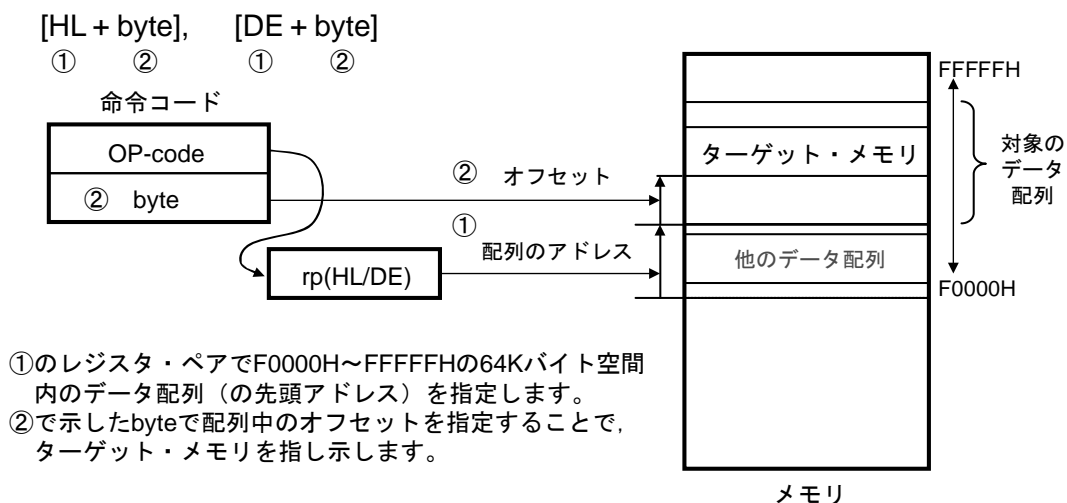 [HL + byte], [DE + byte]
① ② ① ②
命令コード
OP-code
② byte
rp(HL/DE)
② オフセット
①
配列のアドレス
FFFFFH
ターゲット・メモリ
対象の
データ
配列
他のデータ配列
F0000H
メモリ
①のレジスタ・ペアでF0000H～FFFFFHの64Kバイト空間
内のデータ配列（の先頭アドレス）を指定します。
②で示したbyteで配列中のオフセットを指定することで,
ターゲット・メモリを指し示します。